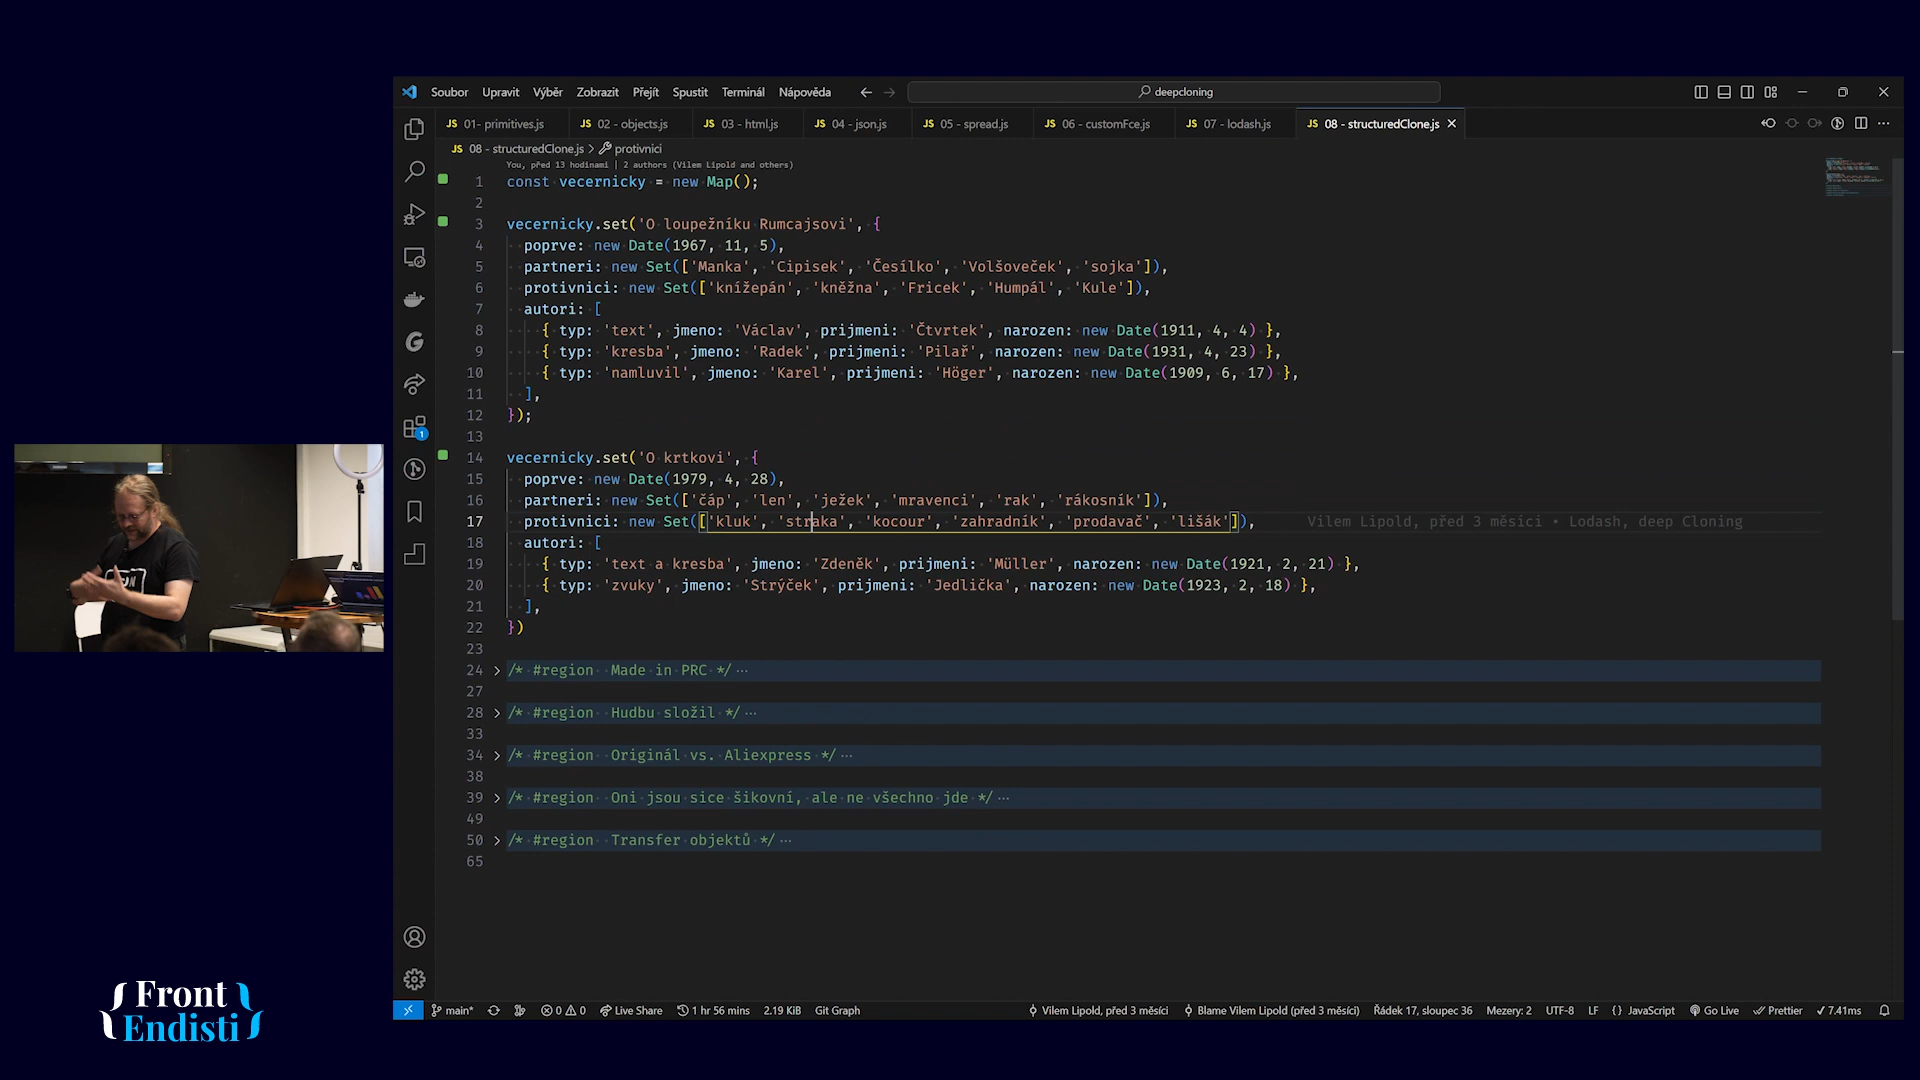 Soubor Upravit Výběr Zobrazit Přejít Spustit Terminál Nápověda deepcloning
JS 01- primitives.js JS 02 - objects.js JS 03 - html.js JS 04 - json.js JS 05 - spread.js JS 06 - customFce.js JS 07 - lodash.js JS 08 - structuredClone.js
JS 08 - structuredClone.js > protivnici
You, před 13 hodinami | 2 authors (Vilem Lipold and others)
1 const vecernicky = new Map();
2
3 vecernicky.set('O loupežníku Rumcajsovi', {
4 poprve: new Date(1967, 11, 5),
5 partneri: new Set(['Manka', 'Cipisek', 'Česílko', 'Volšoveček', 'sojka']),
6 protivnici: new Set(['knížepán', 'kněžna', 'Fricek', 'Humpál', 'Kule']),
7 autori: [
8 { typ: 'text', jmeno: 'Václav', prijmeni: 'Čtvrtek', narozen: new Date(1911, 4, 4) },
9 { typ: 'kresba', jmeno: 'Radek', prijmeni: 'Pilař', narozen: new Date(1931, 4, 23) },
10 { typ: 'namluvil', jmeno: 'Karel', prijmeni: 'Höger', narozen: new Date(1909, 6, 17) },
11 ],
12 });
13
14 vecernicky.set('O krtkovi', {
15 poprve: new Date(1979, 4, 28),
16 partneri: new Set(['čáp', 'len', 'ježek', 'mravenci', 'rak', 'rákosník']),
17 protivnici: new Set(['kluk', 'straka', 'kocour', 'zahradník', 'prodavač', 'lišák']), Vilem Lipold, před 3 měsíci • Lodash, deep Cloning
18 autori: [
19 { typ: 'text a kresba', jmeno: 'Zdeněk', prijmeni: 'Müller', narozen: new Date(1921, 2, 21) },
20 { typ: 'zvuky', jmeno: 'Strýček', prijmeni: 'Jedlička', narozen: new Date(1923, 2, 18) },
21 ],
22 })
23
24 > /* #region Made in PRC */ ...
27
28 > /* #region Hudbu složil */ ...
33
34 > /* #region Originál vs. Aliexpress */ ...
38
39 > /* #region Oni jsou sice šikovní, ale ne všechno jde */ ...
49
50 > /* #region Transfer objektů */ ...
65
1
main* 0 0 Live Share 1 hr 56 mins 2.19 KiB Git Graph Vilem Lipold, před 3 měsíci Blame Vilem Lipold (před 3 měsíci) Řádek 17, sloupec 36 Mezery: 2 UTF-8 LF {} JavaScript Go Live Prettier 7.41ms
{ Front }
{ Endisti }